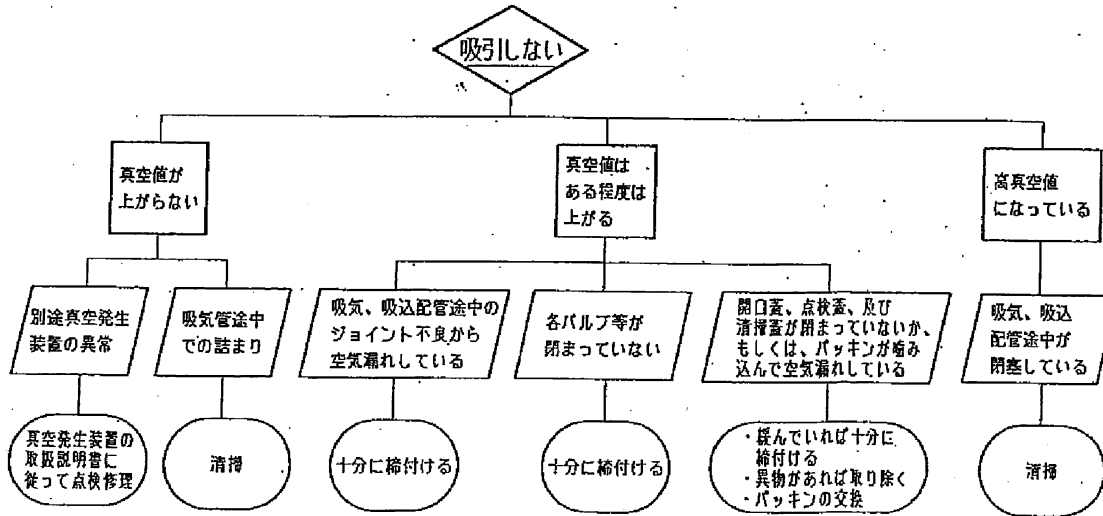 吸引しない
真空値が
上がらない
真空値は
ある程度は
上がる
高真空値
になっている
別途真空発生
装置の異常
吸気管途中
での詰まり
吸気、吸込配管途中の
ジョイント不良から
空気漏れしている
各バルブ等が
閉まっていない
開口蓋、点検蓋、及び
清掃蓋が閉まっていないか、
もしくは、パッキンが噛み
込んで空気漏れしている
吸気、吸込
配管途中が
閉塞している
真空発生装置の
取扱説明書に
従って点検修理
清掃
十分に締付ける
十分に締付ける
・緩んでいれば十分に
締付ける
・異物があれば取り除く
・パッキンの交換
清掃